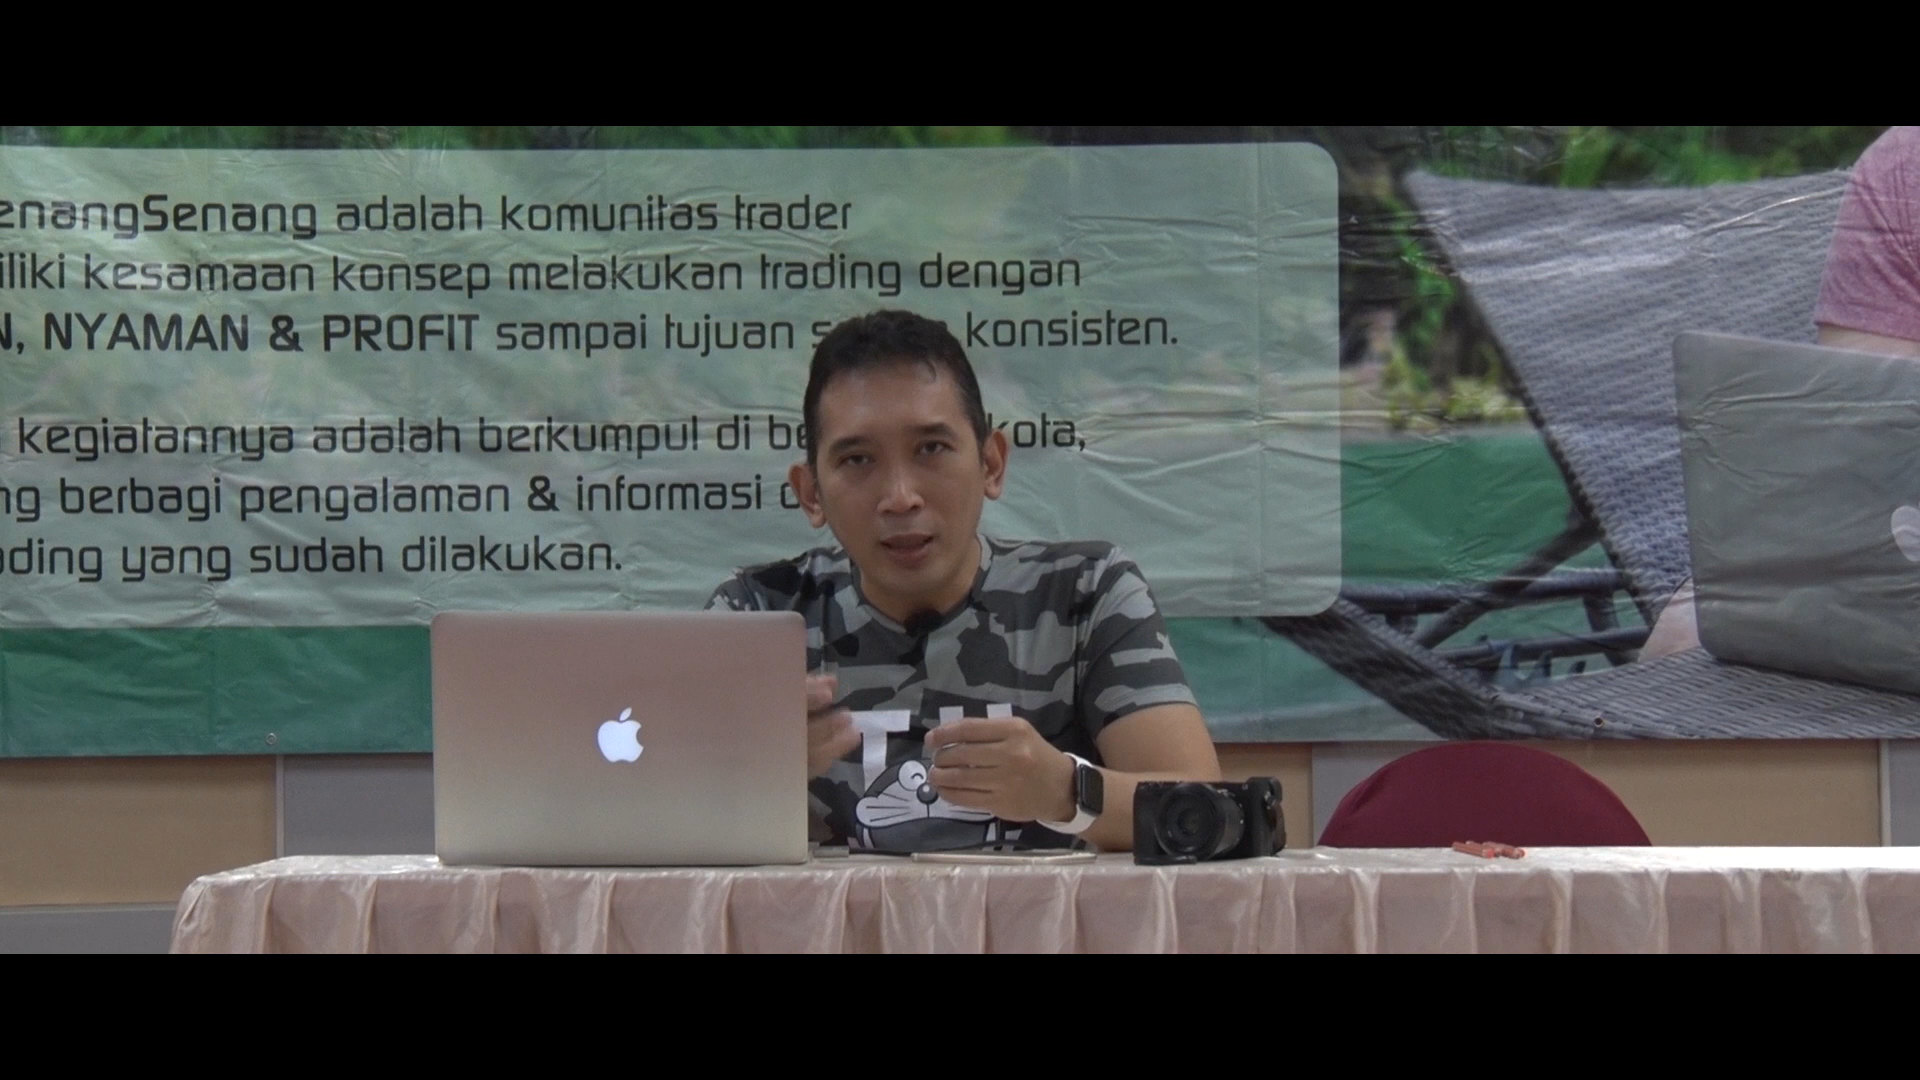 enangSenang adalah komunitas trader
iliki kesamaan konsep melakukan trading dengan
N, NYAMAN & PROFIT sampai tujuan konsisten.
kegiatannya adalah berkumpul di be kota,
ng berbagi pengalaman & informasi
ading yang sudah dilakukan.